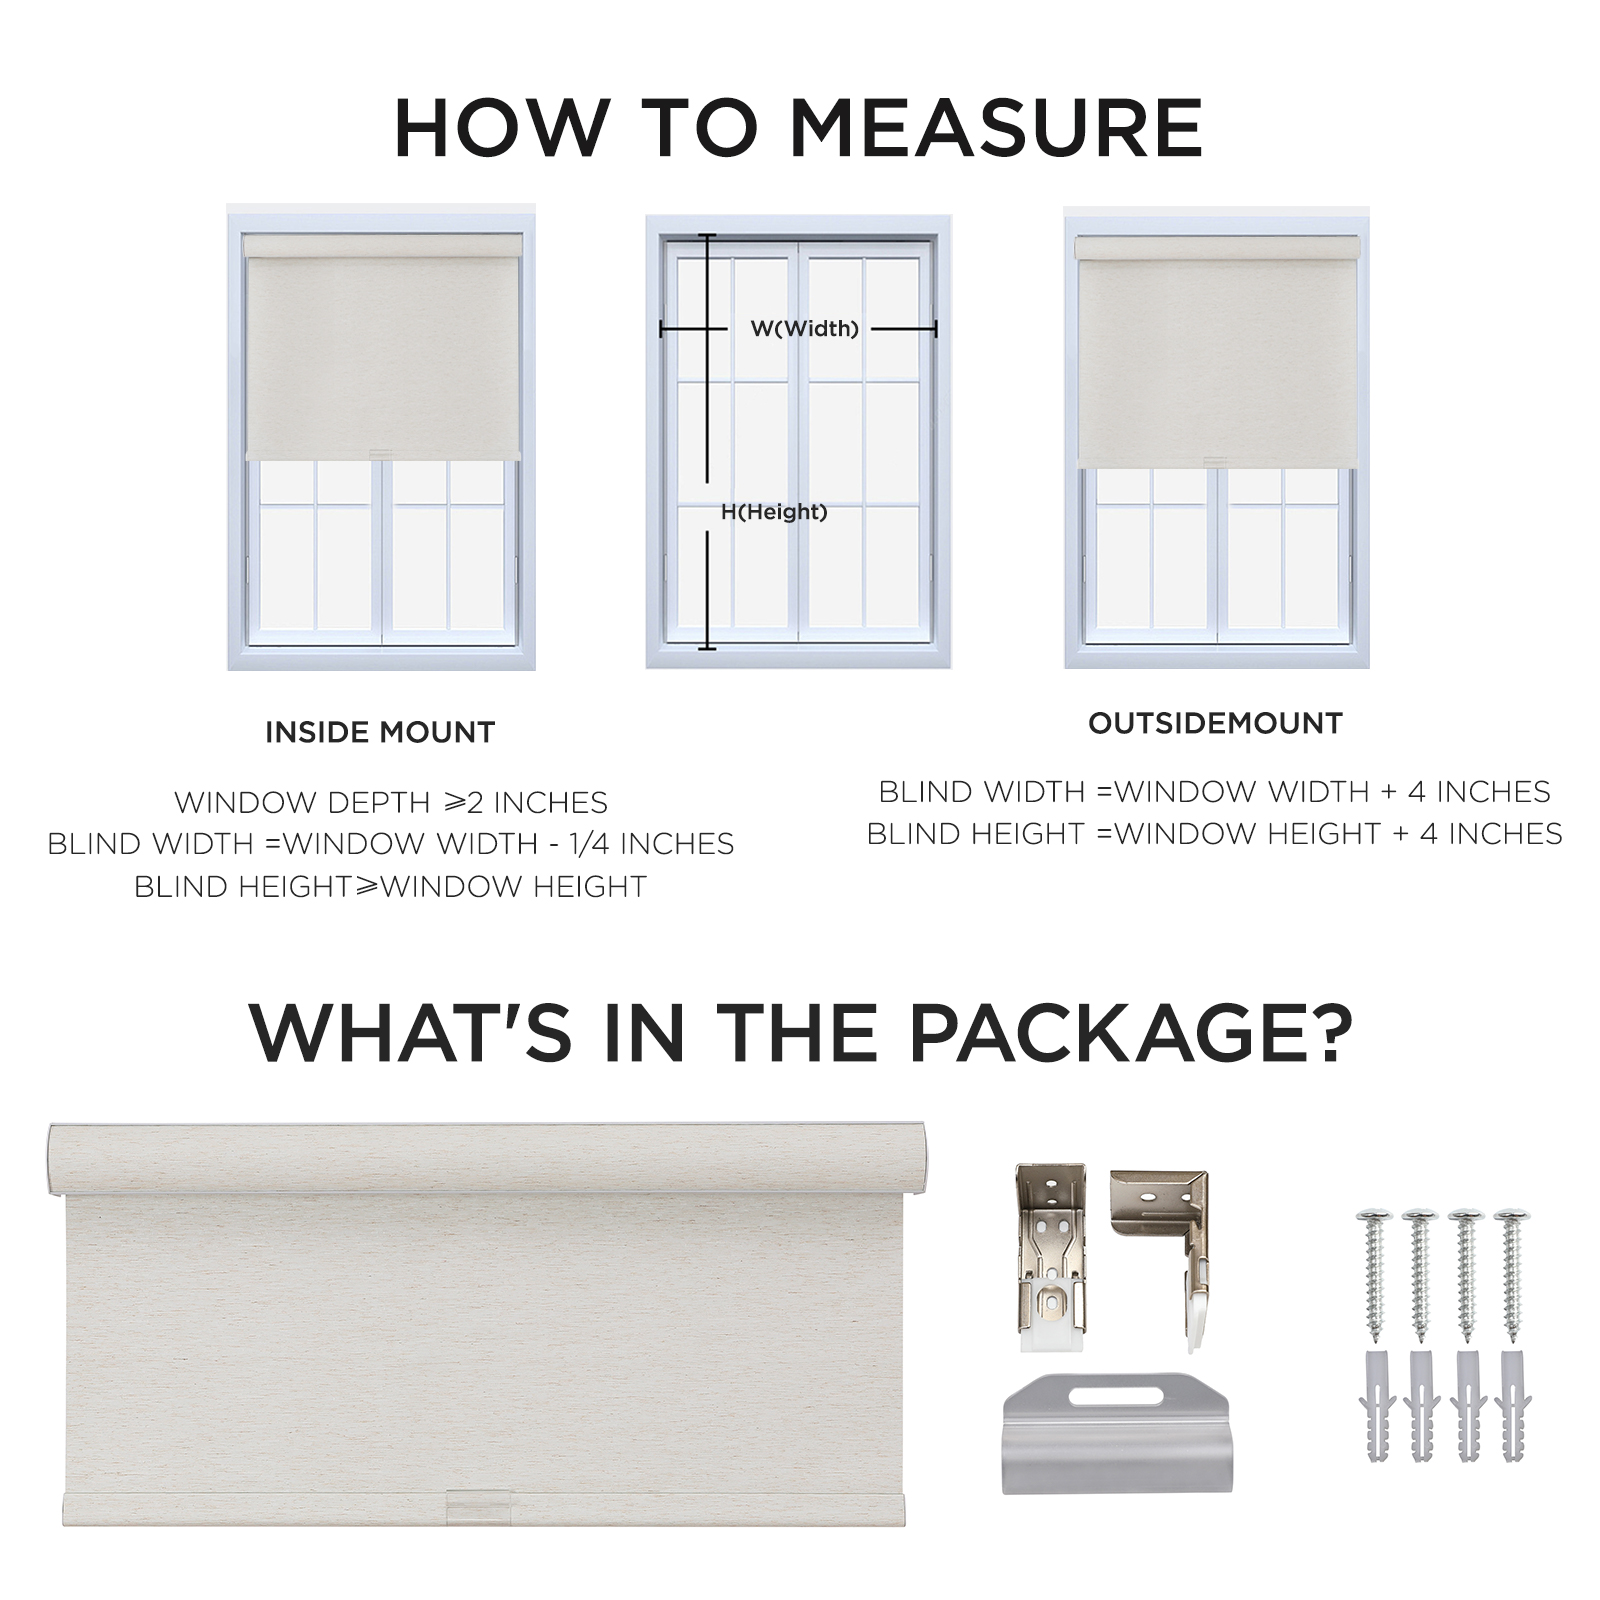 HOW TO MEASURE
W(Width)
H(Height)
INSIDE MOUNT
WINDOW DEPTH ⩾2 INCHES
BLIND WIDTH =WINDOW WIDTH - 1/4 INCHES
BLIND HEIGHT⩾WINDOW HEIGHT
OUTSIDEMOUNT
BLIND WIDTH =WINDOW WIDTH + 4 INCHES
BLIND HEIGHT =WINDOW HEIGHT + 4 INCHES
WHAT'S IN THE PACKAGE?